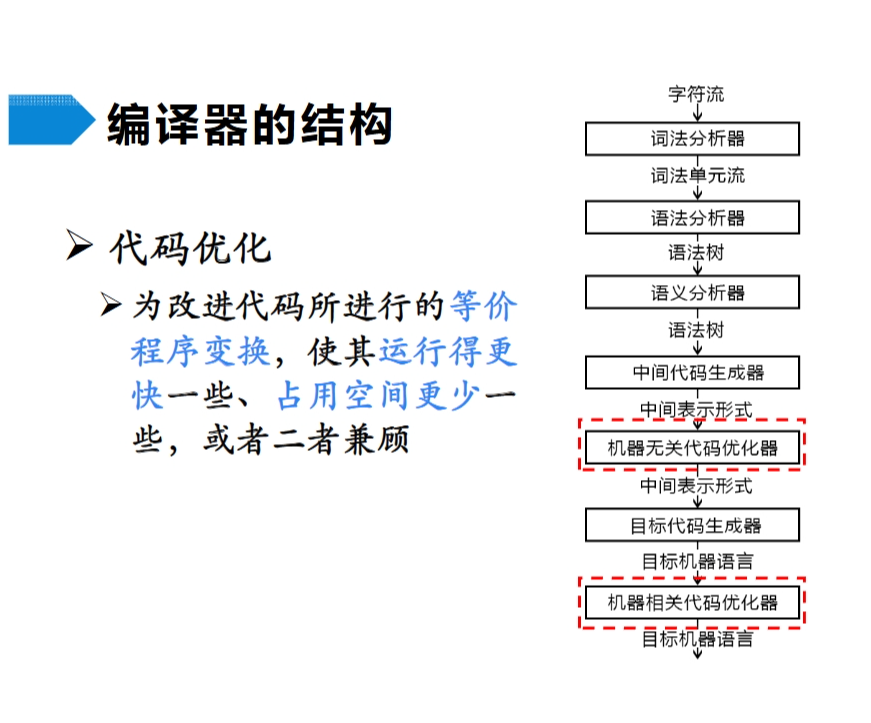 编译器的结构
代码优化
为改进代码所进行的等价
程序变换，使其运行得更
快一些、占用空间更少一
些，或者二者兼顾
字符流
词法分析器
词法单元流
语法分析器
语法树
语义分析器
语法树
中间代码生成器
中间表示形式
机器无关代码优化器
中间表示形式
目标代码生成器
目标机器语言
机器相关代码优化器
目标机器语言